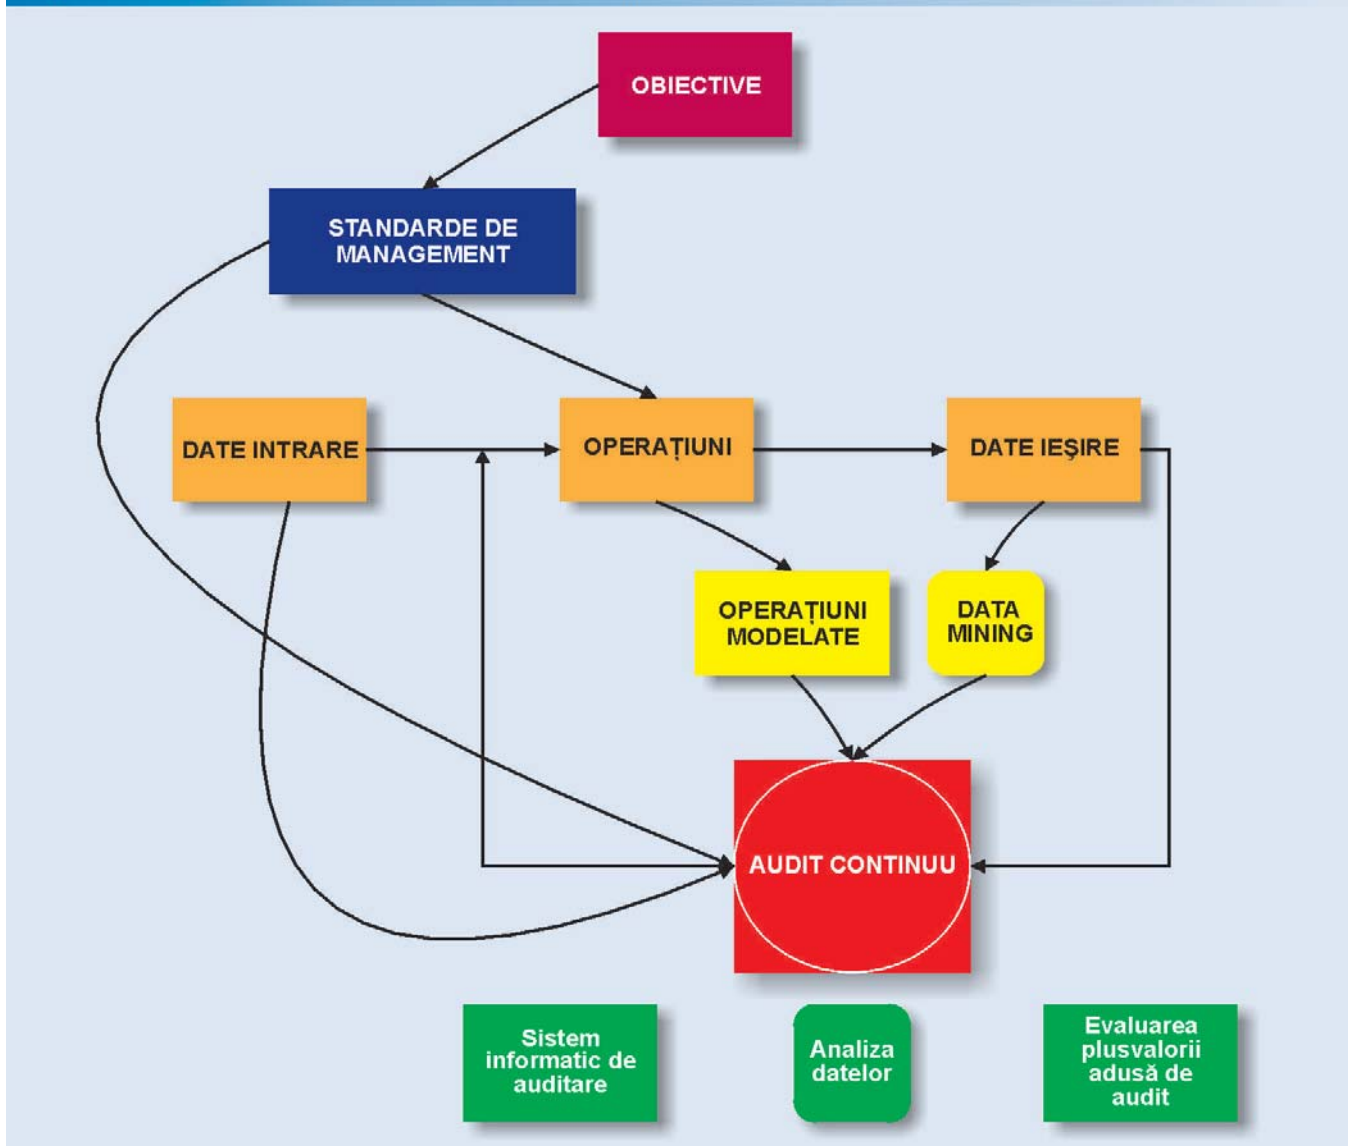 OBIECTIVE
STANDARDE DE
MANAGEMENT
DATE INTRARE
OPERAȚIUNI
DATE IEŞIRE
OPERAȚIUNI
MODELATE
DATA
MINING
AUDIT CONTINUU
Sistem
informatic de
auditare
Analiza
datelor
Evaluarea
plusvalorii
adusă de
audit